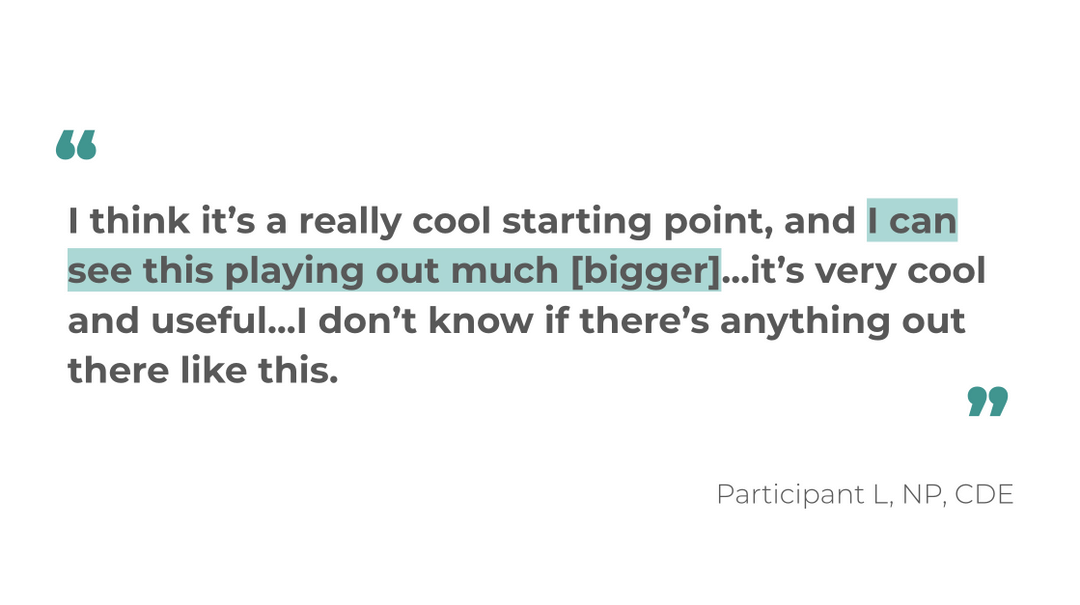 “
I think it’s a really cool starting point, and I can
see this playing out much [bigger]...it’s very cool
and useful...I don’t know if there’s anything out
there like this.
”
Participant L, NP, CDE